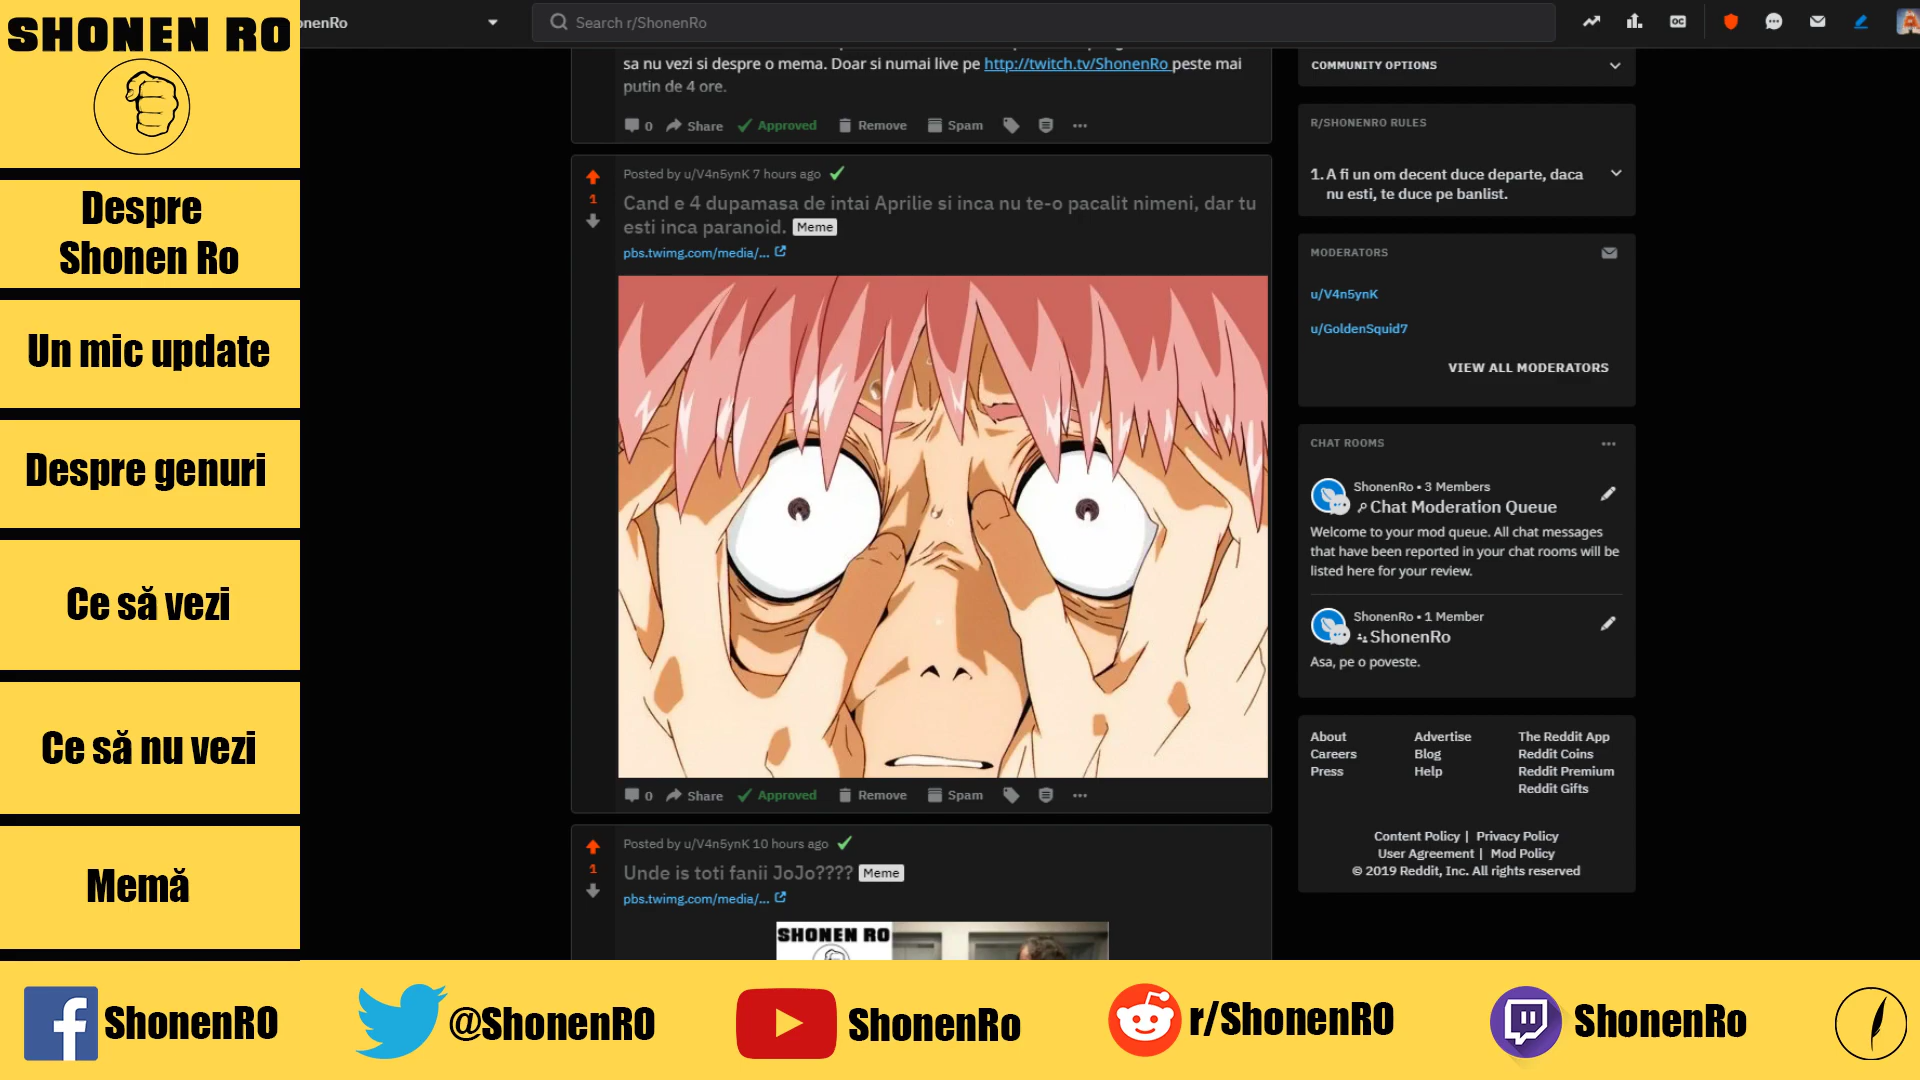 SHONEN RO
Despre
Shonen Ro
Un mic update
Despre genuri
Ce să vezi
Ce să nu vezi
Memă
onenRo
Search r/ShonenRo
sa nu vezi si despre o mema. Doar si numai live pe http://twitch.tv/ShonenRo peste mai
putin de 4 ore.
0 Share Approved Remove Spam
Posted by u/V4n5ynK 7 hours ago
1
Cand e 4 dupamasa de intai Aprilie si inca nu te-o pacalit nimeni, dar tu
esti inca paranoid. Meme
pbs.twimg.com/media/...
0 Share Approved Remove Spam
Posted by u/V4n5ynK 10 hours ago
1
Unde is toti fanii JoJo???? Meme
pbs.twimg.com/media/...
SHONEN RO
COMMUNITY OPTIONS
R/SHONENRO RULES
1. A fi un om decent duce departe, daca
nu esti, te duce pe banlist.
MODERATORS
u/V4n5ynK
u/GoldenSquid7
VIEW ALL MODERATORS
CHAT ROOMS
ShonenRo • 3 Members
Chat Moderation Queue
Welcome to your mod queue. All chat messages
that have been reported in your chat rooms will be
listed here for your review.
ShonenRo • 1 Member
ShonenRo
Asa, pe o poveste.
About Advertise The Reddit App
Careers Blog Reddit Coins
Press Help Reddit Premium
Reddit Gifts
Content Policy | Privacy Policy
User Agreement | Mod Policy
© 2019 Reddit, Inc. All rights reserved
ShonenRO @ShonenRO ShonenRo r/ShonenRO ShonenRo